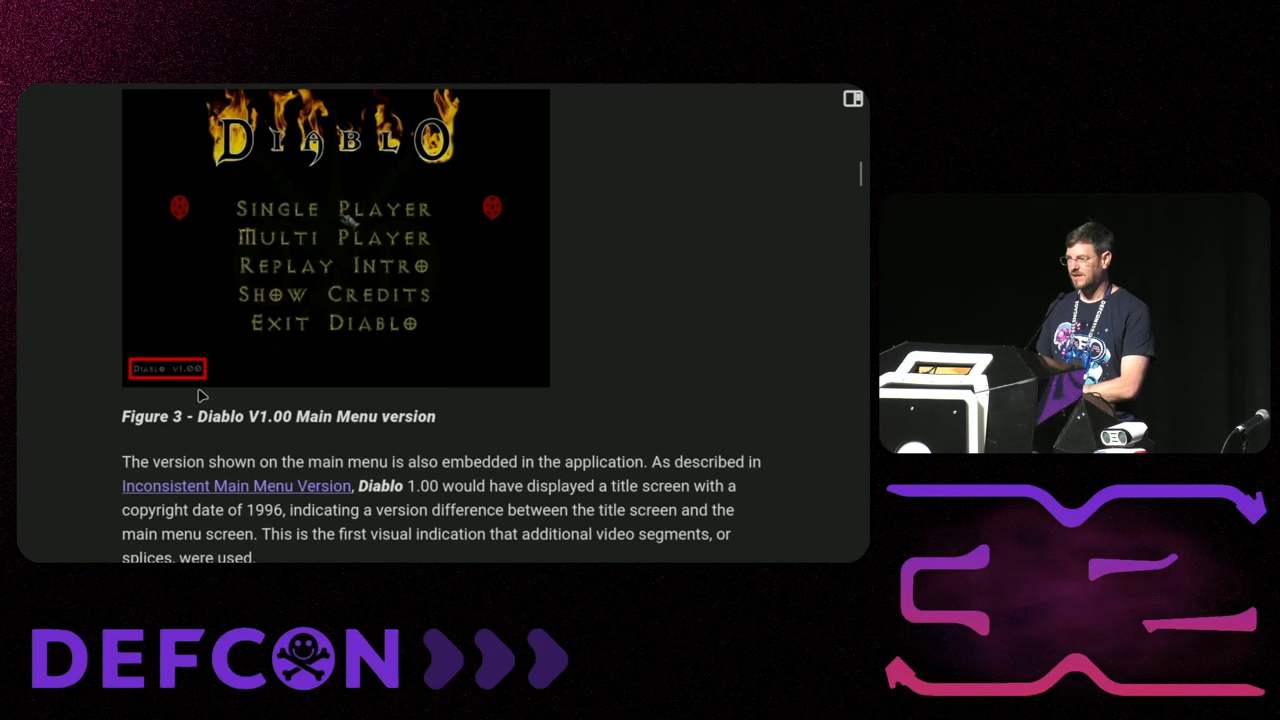 DIABLO
SINGLE PLAYER
MULTI PLAYER
REPLAY INTRO
SHOW CREDITS
EXIT DIABLO
DIABLO V1.00
Figure 3 - Diablo V1.00 Main Menu version
The version shown on the main menu is also embedded in the application. As described in
Inconsistent Main Menu Version, Diablo 1.00 would have displayed a title screen with a
copyright date of 1996, indicating a version difference between the title screen and the
main menu screen. This is the first visual indication that additional video segments, or
splices, were used.
DEFCON
DEFCON